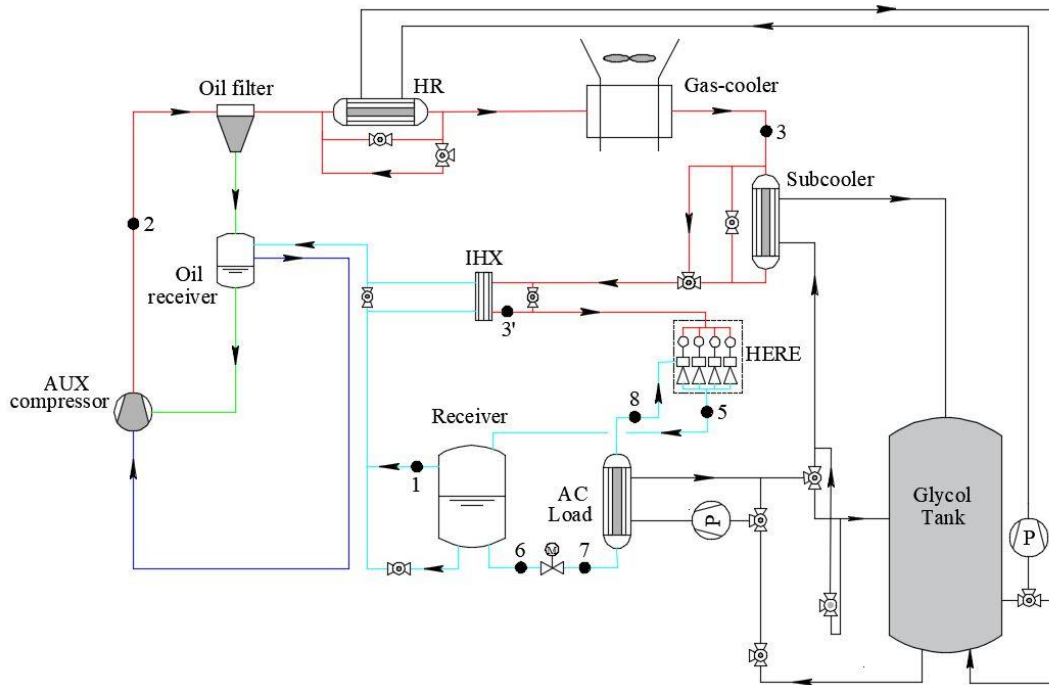 HR
Gas-cooler
Oil filter
3
Subcooler
2
IHX
Oil
receiver
3'
HERE
AUX
compressor
8
5
Receiver
1
AC
Load
P
Glycol
Tank
P
6
M
7